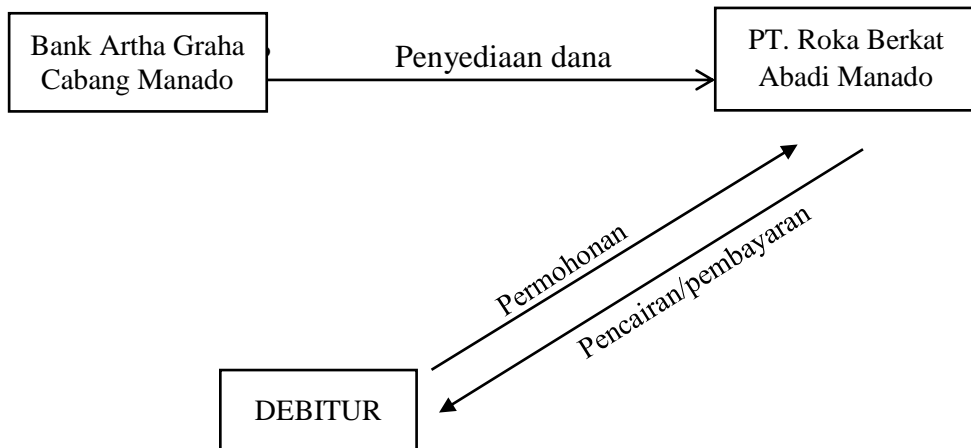 Bank Artha Graha
Cabang Manado
Penyediaan dana
PT. Roka Berkat
Abadi Manado
Permohonan
Pencairan/pembayaran
DEBITUR